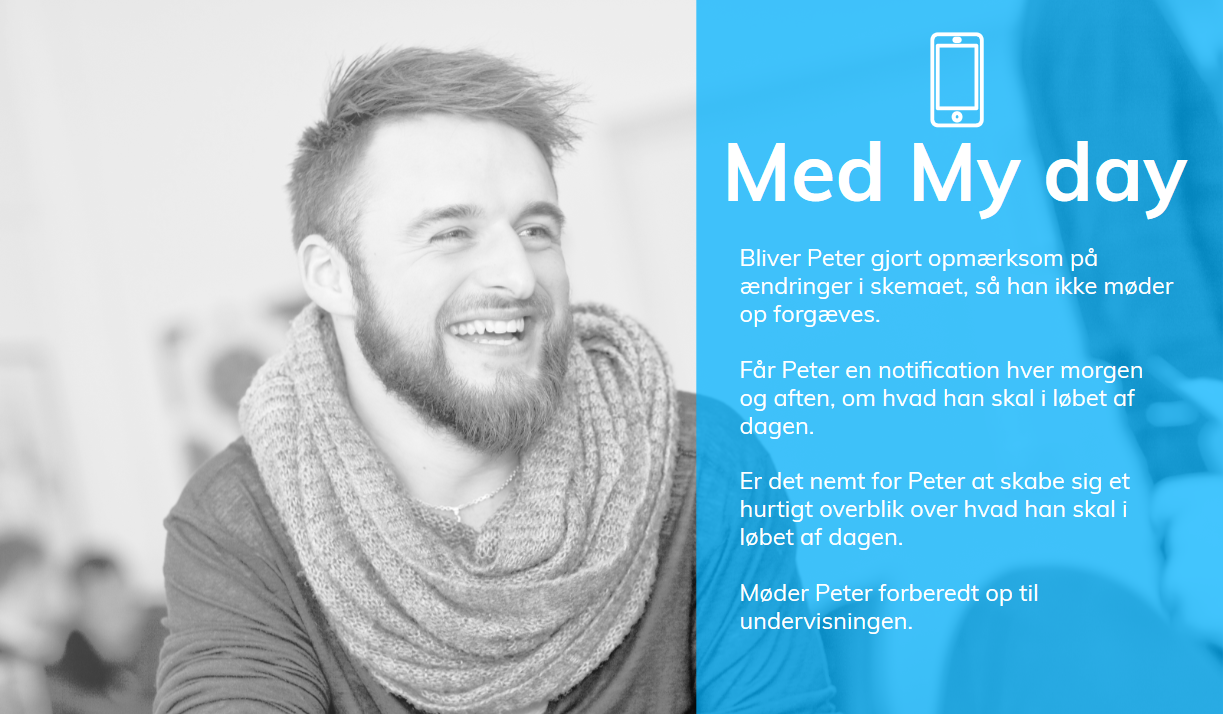 Med My day
Bliver Peter gjort opmærksom på
ændringer i skemaet, så han ikke møder
op forgæves.
Får Peter en notification hver morgen
og aften, om hvad han skal i løbet af
dagen.
Er det nemt for Peter at skabe sig et
hurtigt overblik over hvad han skal i
løbet af dagen.
Møder Peter forberedt op til
undervisningen.